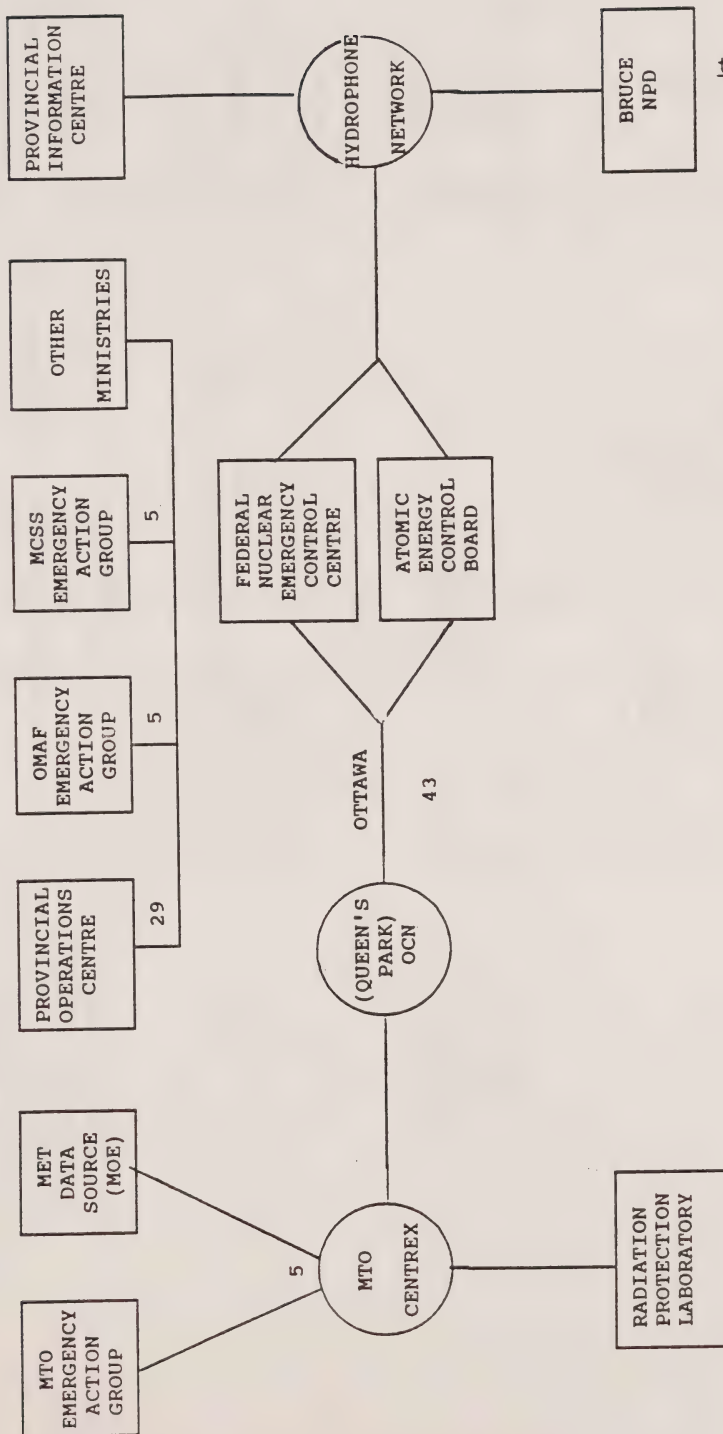 MTO
EMERGENCY
ACTION
GROUP
MET
DATA
SOURCE
(MOE)
PROVINCIAL
OPERATIONS
CENTRE
OMAF
EMERGENCY
ACTION
GROUP
MCSS
EMERGENCY
ACTION
GROUP
OTHER
MINISTRIES
PROVINCIAL
INFORMATION
CENTRE
29
5
5
5
MTO
CENTREX
(QUEEN'S
PARK)
OCN
OTTAWA
43
FEDERAL
NUCLEAR
EMERGENCY
CONTROL
CENTRE
ATOMIC
ENERGY
CONTROL
BOARD
HYDROPHONE
NETWORK
RADIATION
PROTECTION
LABORATORY
BRUCE
NPD